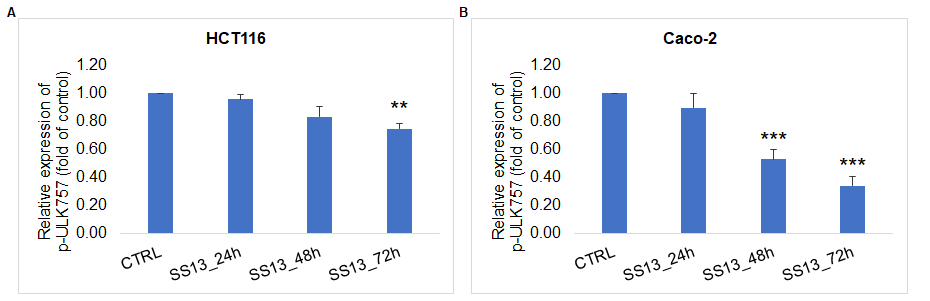 A
HCT116
Relative expression of
p-ULK757 (fold of control)
1.20
1.00
0.80
0.60
0.40
0.20
0.00
**
CTRL
SS13_24h
SS13_48h
SS13_72h
B
Caco-2
Relative expression of
p-ULK757 (fold of control)
1.20
1.00
0.80
0.60
0.40
0.20
0.00
***
***
CTRL
SS13_24h
SS13_48h
SS13_72h